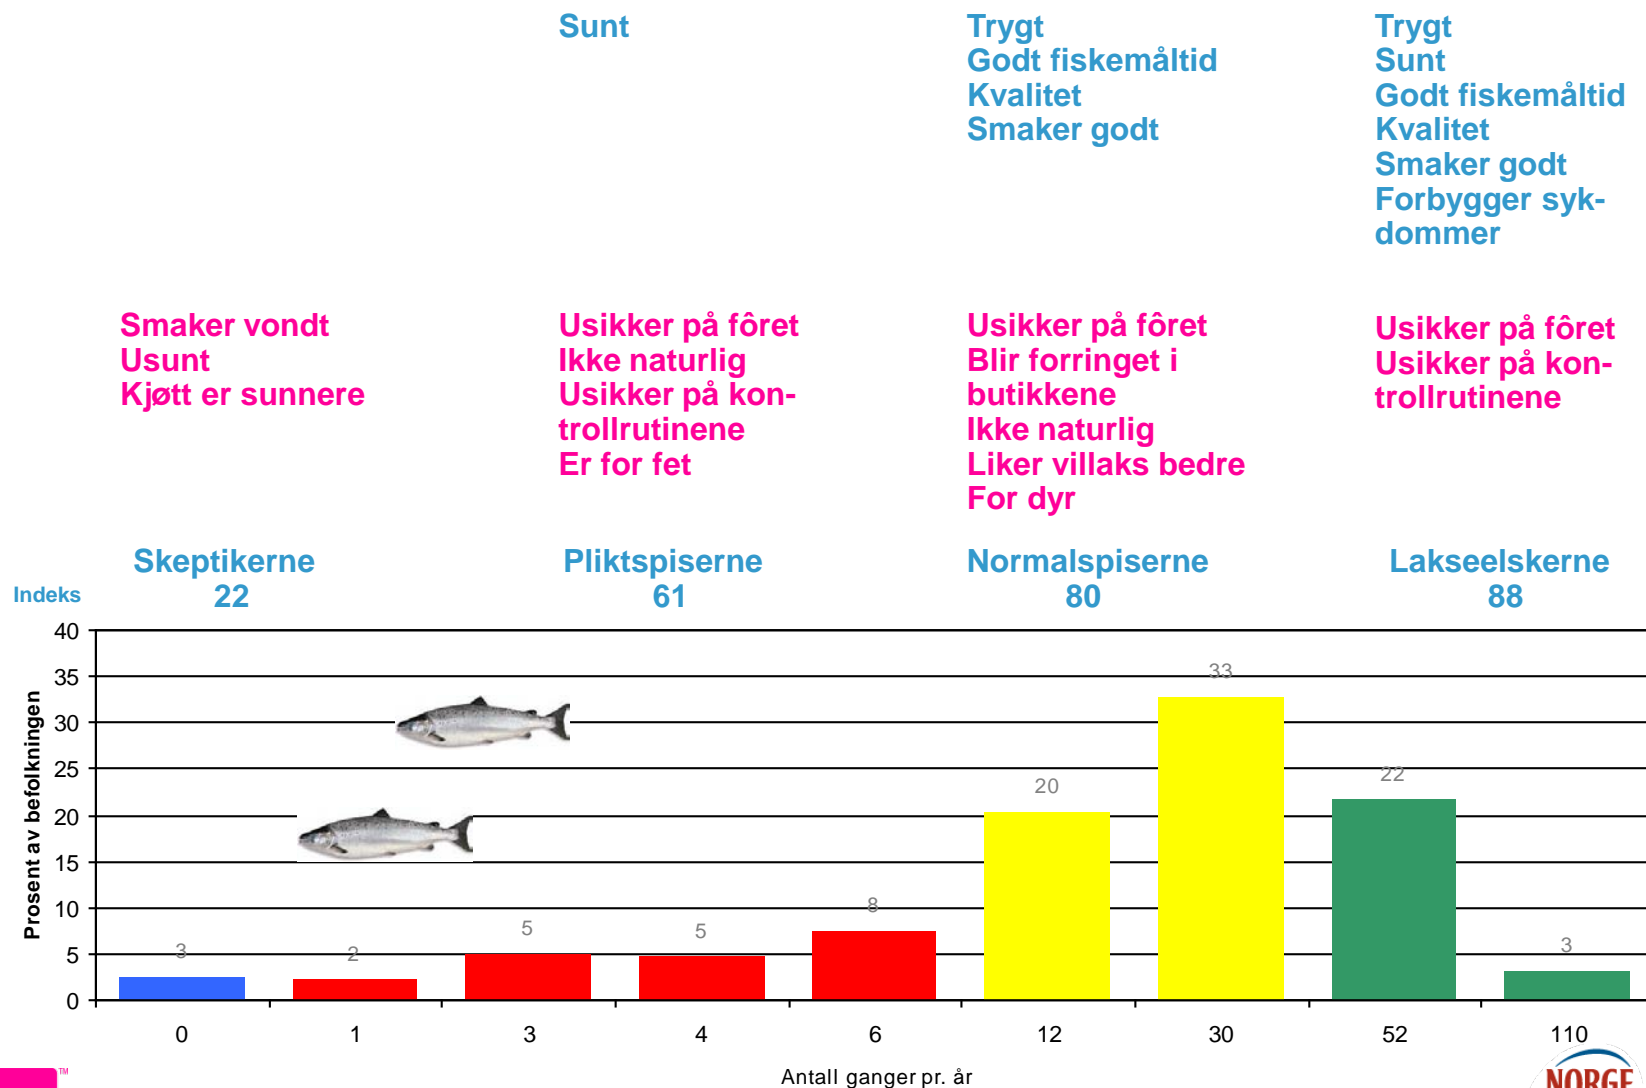 Sunt
Trygt
Godt fiskemåltid
Kvalitet
Smaker godt
Trygt
Sunt
Godt fiskemåltid
Kvalitet
Smaker godt
Forbygger syk-
dommer
Smaker vondt
Usunt
Kjøtt er sunnere
Usikker på fôret
Ikke naturlig
Usikker på kon-
trollrutinene
Er for fet
Usikker på fôret
Blir forringet i
butikkene
Ikke naturlig
Liker villaks bedre
For dyr
Usikker på fôret
Usikker på kon-
trollrutinene
Skeptikerne
22
Pliktspiserne
61
Normalspiserne
80
Lakseelskerne
88
Indeks
Prosent av befolkningen
40
35
30
25
20
15
10
5
0
3
2
5
5
8
20
33
22
3
0 1 3 4 6 12 30 52 110
Antall ganger pr. år
TM
NORGE